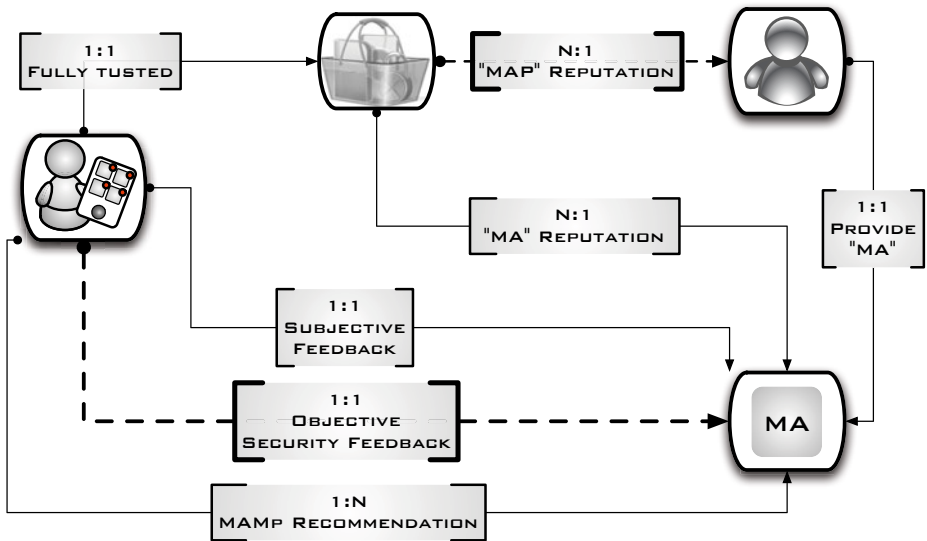 1:1
Fully tusted
N:1
"MAP" Reputation
1:1
Provide
"MA"
N:1
"MA" Reputation
1:1
Subjective
Feedback
1:1
Objective
Security Feedback
MA
1:N
MAMp Recommendation